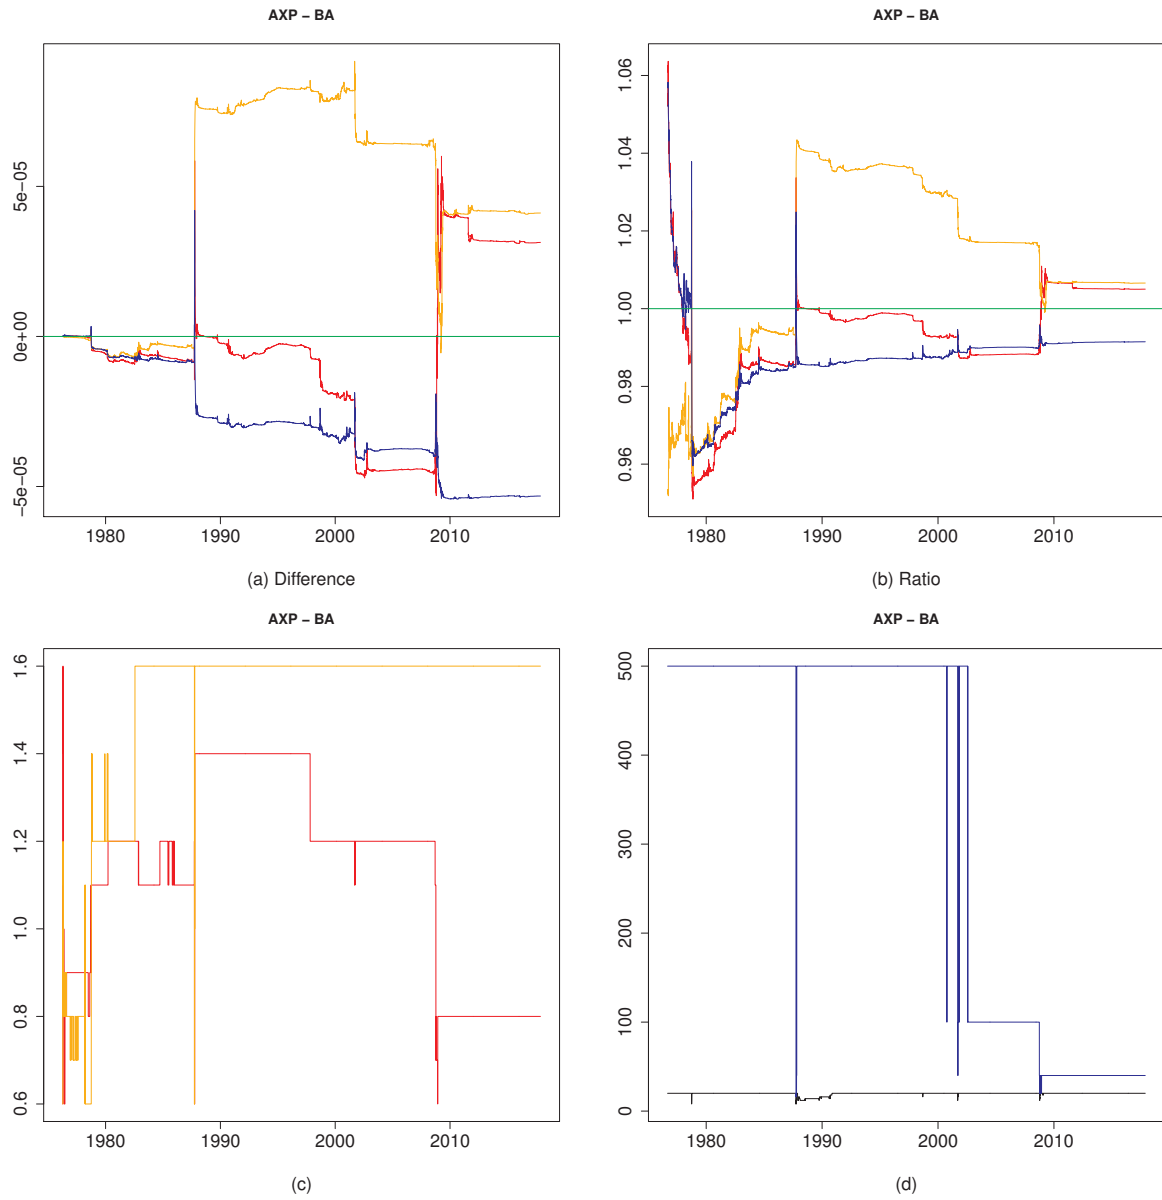 AXP – BA
5e−05
0e+00
−5e−05
1980 1990 2000 2010
(a) Difference
AXP – BA
1.06
1.04
1.02
1.00
0.98
0.96
1980 1990 2000 2010
(b) Ratio
AXP – BA
1.6
1.4
1.2
1.0
0.8
0.6
1980 1990 2000 2010
(c)
AXP – BA
500
400
300
200
100
0
1980 1990 2000 2010
(d)